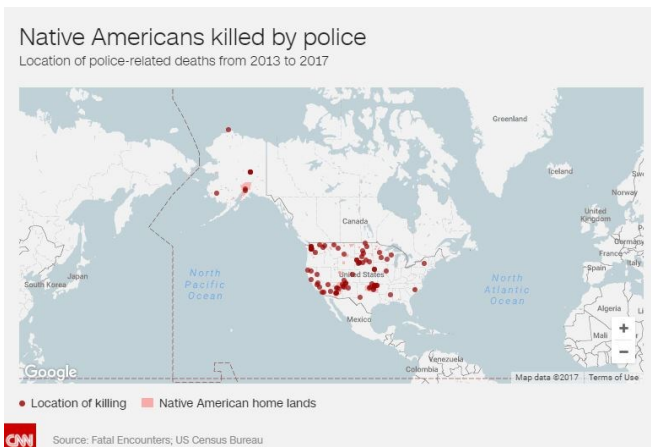 Native Americans killed by police
Location of police-related deaths from 2013 to 2017
Greenland
Iceland
Norway
United
Kingdom
Germany
France
Italy
Spain
Canada
North
Pacific
Ocean
United States
North
Atlantic
Ocean
Japan
South Korea
Mexico
Algeria
Mali
Venezuela
Colombia
+
−
Google
Map data ©2017
Terms of Use
Location of killing
Native American home lands
CNN
Source: Fatal Encounters; US Census Bureau